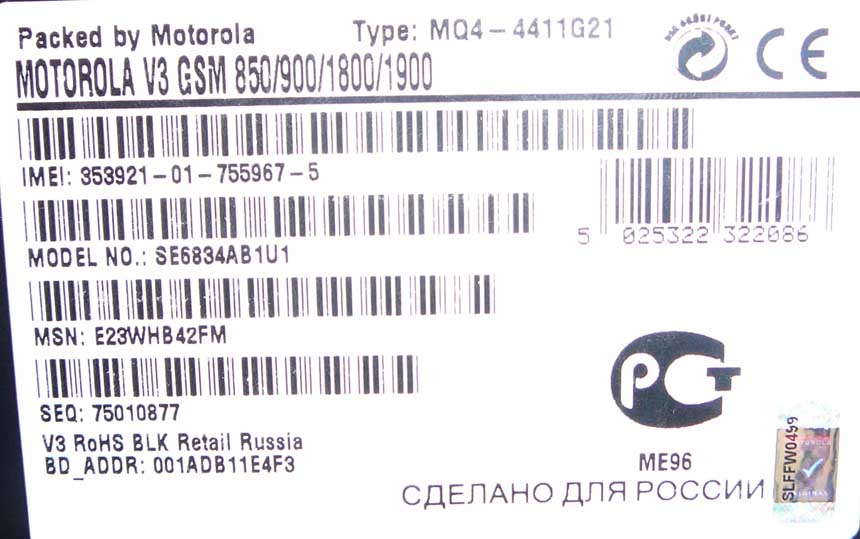 Packed by Motorola
Type: MQ4-4411G21
MOTOROLA V3 GSM 850/900/1800/1900
IMEI: 353921-01-755967-5
5 025322 322086
MODEL NO.: SE6834AB1U1
MSN: E23WHB42FM
SEQ: 75010877
V3 RoHS BLK Retail Russia
BD_ADDR: 001ADB11E4F3
PCT
ME96
СДЕЛАНО ДЛЯ РОССИИ
SLFFW0499